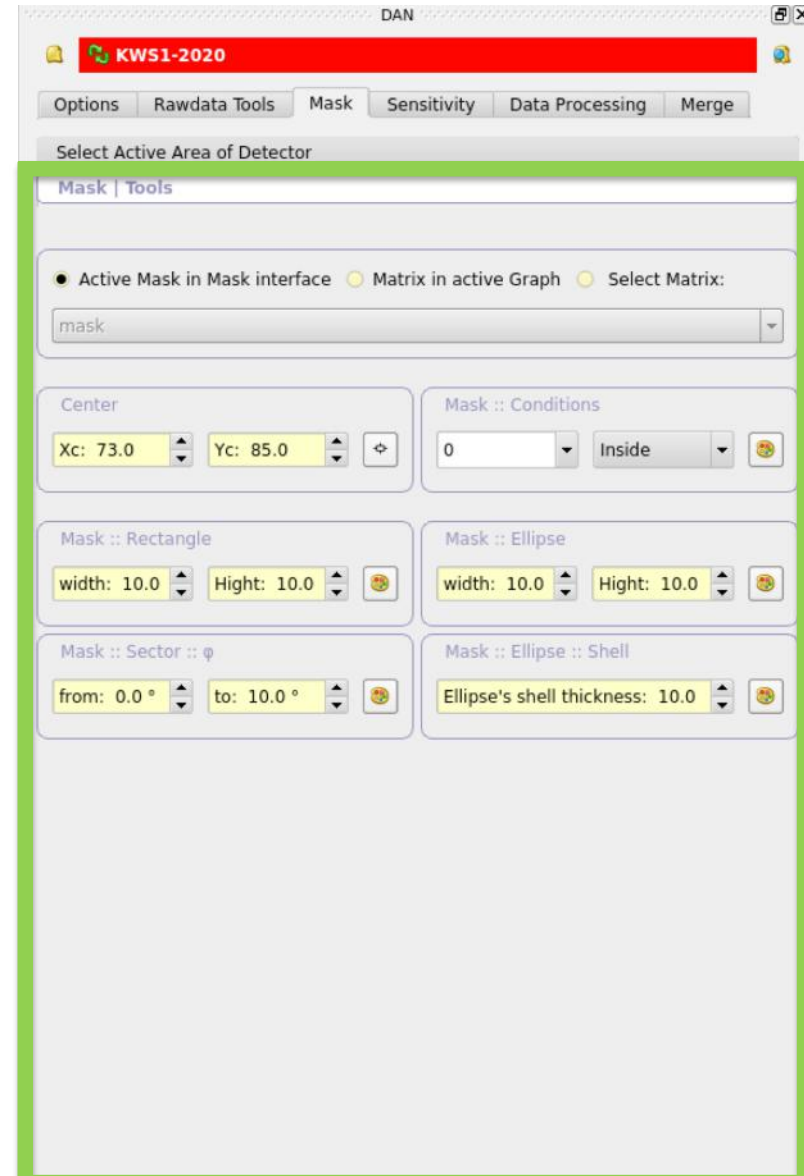 DAN
KWS1-2020
Options Rawdata Tools Mask Sensitivity Data Processing Merge
Select Active Area of Detector
Mask | Tools
Active Mask in Mask interface Matrix in active Graph Select Matrix:
mask
Center Mask :: Conditions
Xc: 73.0 Yc: 85.0 0 Inside
Mask :: Rectangle Mask :: Ellipse
width: 10.0 Hight: 10.0 width: 10.0 Hight: 10.0
Mask :: Sector :: φ Mask :: Ellipse :: Shell
from: 0.0 ° to: 10.0 ° Ellipse's shell thickness: 10.0